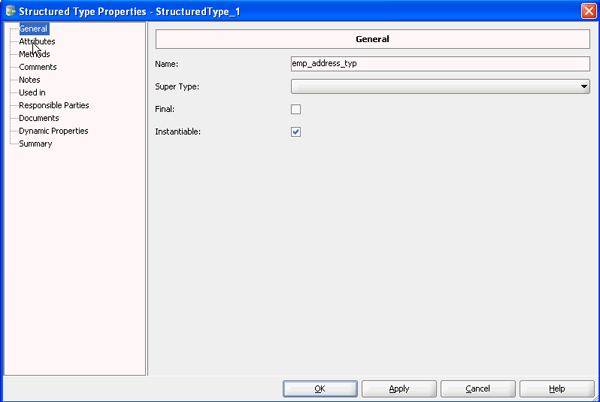 Structured Type Properties - StructuredType_1
General
Attributes
Methods
Comments
Notes
Used in
Responsible Parties
Documents
Dynamic Properties
Summary
General
Name: emp_address_typ
Super Type:
Final:
Instantiable:
OK Apply Cancel Help